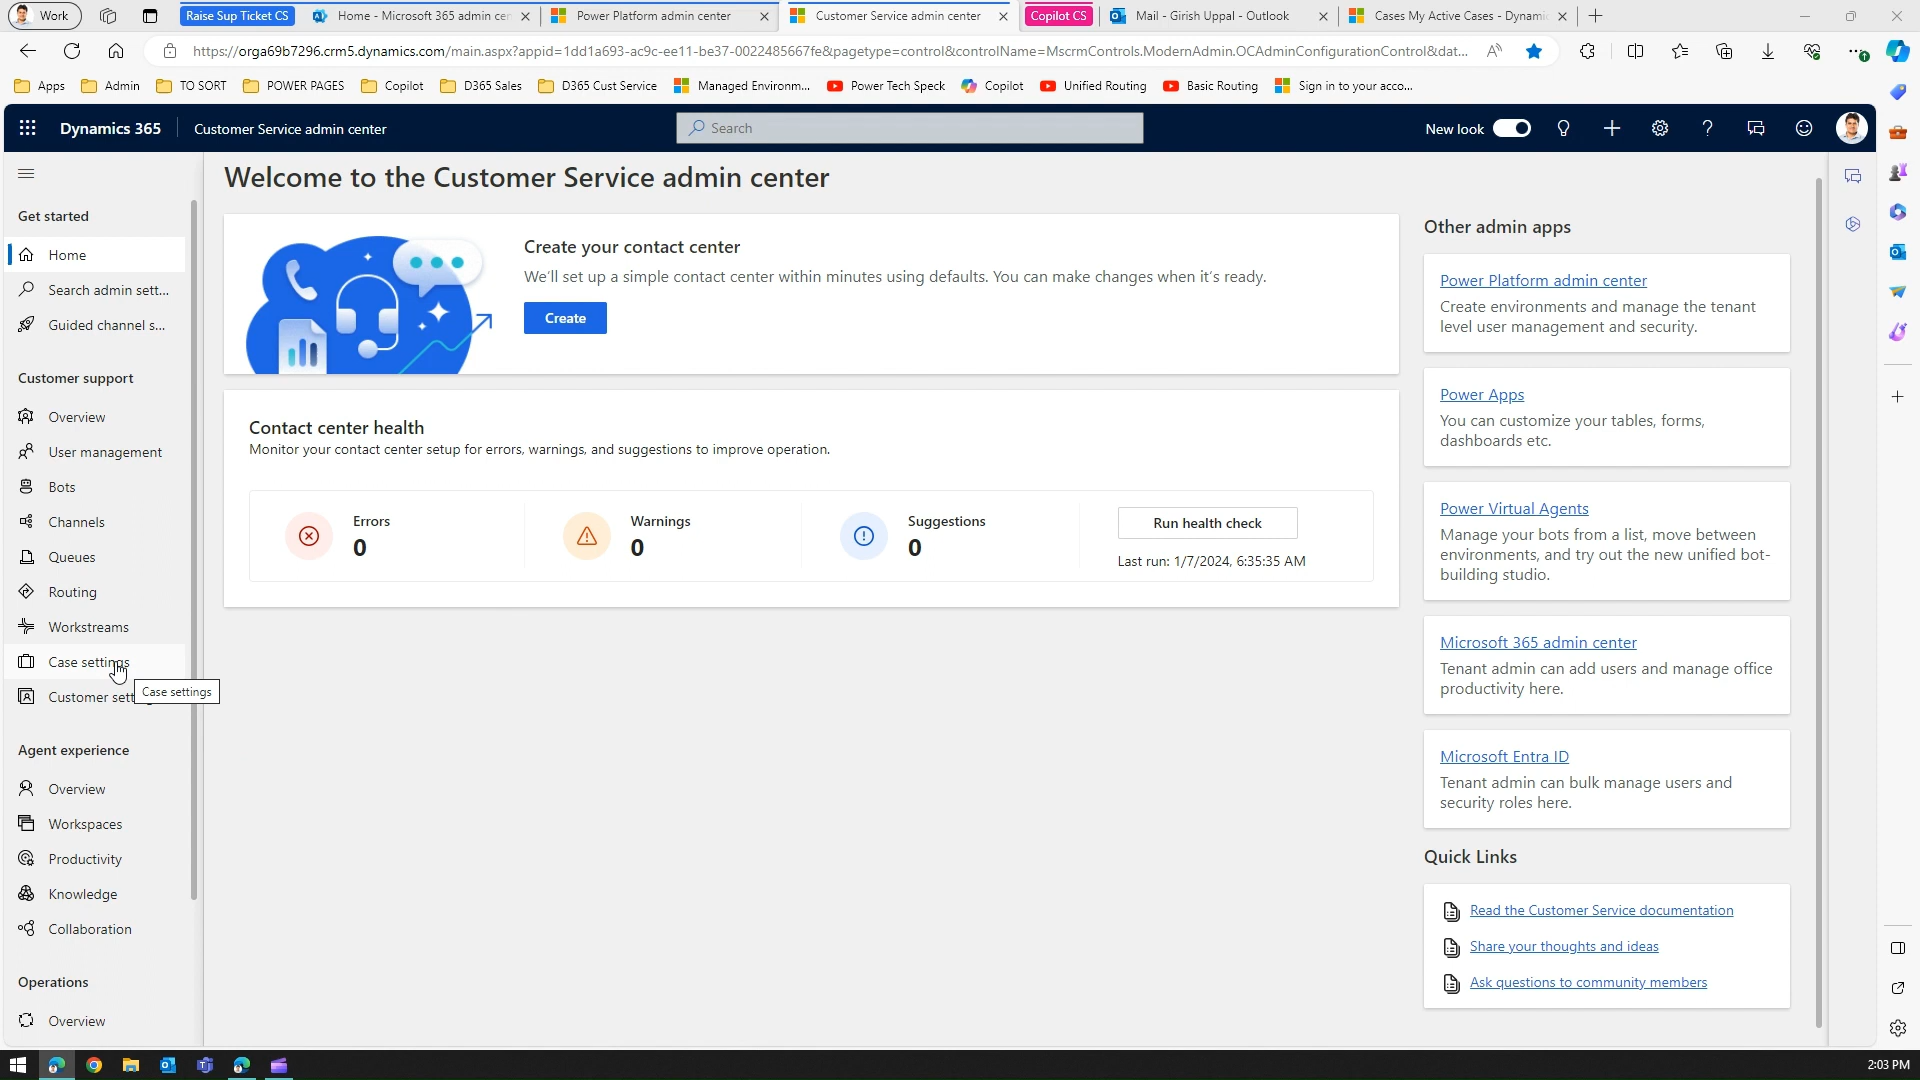 Work
Raise Sup Ticket CS
Home - Microsoft 365 admin cen
Power Platform admin center
Customer Service admin center
Copilot CS
Mail - Girish Uppal - Outlook
Cases My Active Cases - Dynamic
https://orga69b7296.crm5.dynamics.com/main.aspx?appid=1dd1a693-ac9c-ee11-be37-0022485667fe&pagetype=control&controlName=MscrmControls.ModernAdmin.OCAdminConfigurationControl&dat...
Apps
Admin
TO SORT
POWER PAGES
Copilot
D365 Sales
D365 Cust Service
Managed Environm...
Power Tech Speck
Copilot
Unified Routing
Basic Routing
Sign in to your acco...
Dynamics 365
Customer Service admin center
Search
New look
Get started
Home
Search admin sett...
Guided channel s...
Customer support
Overview
User management
Bots
Channels
Queues
Routing
Workstreams
Case settings
Customer sett
Case settings
Agent experience
Overview
Workspaces
Productivity
Knowledge
Collaboration
Operations
Overview
Welcome to the Customer Service admin center
Create your contact center
We'll set up a simple contact center within minutes using defaults. You can make changes when it's ready.
Create
Contact center health
Monitor your contact center setup for errors, warnings, and suggestions to improve operation.
Errors
0
Warnings
0
Suggestions
0
Run health check
Last run: 1/7/2024, 6:35:35 AM
Other admin apps
Power Platform admin center
Create environments and manage the tenant
level user management and security.
Power Apps
You can customize your tables, forms,
dashboards etc.
Power Virtual Agents
Manage your bots from a list, move between
environments, and try out the new unified bot-
building studio.
Microsoft 365 admin center
Tenant admin can add users and manage office
productivity here.
Microsoft Entra ID
Tenant admin can bulk manage users and
security roles here.
Quick Links
Read the Customer Service documentation
Share your thoughts and ideas
Ask questions to community members
2:03 PM